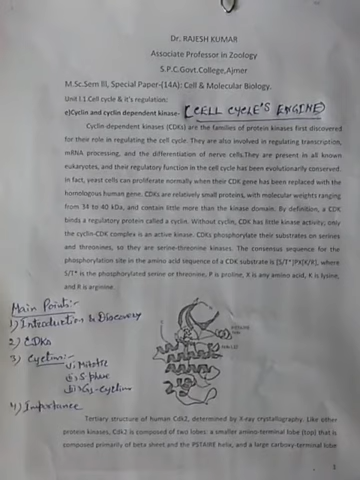 Dr. RAJESH KUMAR
Associate Professor in Zoology
S.P.C.Govt.College,Ajmer
M.Sc.Sem III, Special Paper-(14A): Cell & Molecular Biology.
Unit I.1.Cell cycle & it's regulation:
e)Cyclin and cyclin dependent kinase- [CELL CYCLE'S ENGINE)
Cyclin-dependent kinases (CDKs) are the families of protein kinases first discovered
for their role in regulating the cell cycle. They are also involved in regulating transcription,
mRNA processing, and the differentiation of nerve cells.They are present in all known
eukaryotes, and their regulatory function in the cell cycle has been evolutionarily conserved.
In fact, yeast cells can proliferate normally when their CDK gene has been replaced with the
homologous human gene. CDKs are relatively small proteins, with molecular weights ranging
from 34 to 40 kDa, and contain little more than the kinase domain. By definition, a CDK
binds a regulatory protein called a cyclin. Without cyclin, CDK has little kinase activity; only
the cyclin-CDK complex is an active kinase. CDKs phosphorylate their substrates on serines
and threonines, so they are serine-threonine kinases. The consensus sequence for the
phosphorylation site in the amino acid sequence of a CDK substrate is [S/T*]PX[K/R], where
S/T* is the phosphorylated serine or threonine, P is proline, X is any amino acid, K is lysine,
and R is arginine.
Main Points:-
1) Introduction & Discovery
2) CDKs
3) Cyclins:-
i) Mitotic
ii) S phase
iii) G1-Cyclin
4) Importance
Tertiary structure of human Cdk2, determined by X-ray crystallography. Like other
protein kinases, Cdk2 is composed of two lobes: a smaller amino-terminal lobe (top) that is
composed primarily of beta sheet and the PSTAIRE helix, and a large carboxy-terminal lobe